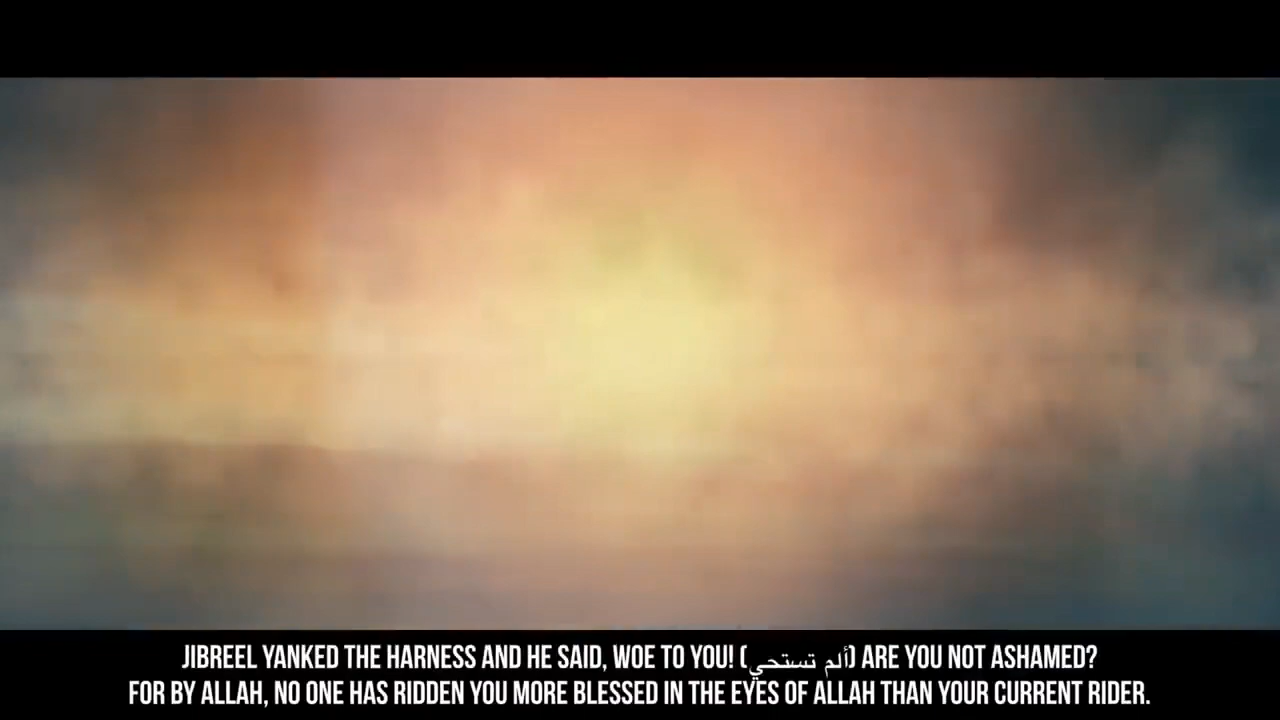 JIBREEL YANKED THE HARNESS AND HE SAID, WOE TO YOU! (ألم تستحي) ARE YOU NOT ASHAMED?
FOR BY ALLAH, NO ONE HAS RIDDEN YOU MORE BLESSED IN THE EYES OF ALLAH THAN YOUR CURRENT RIDER.